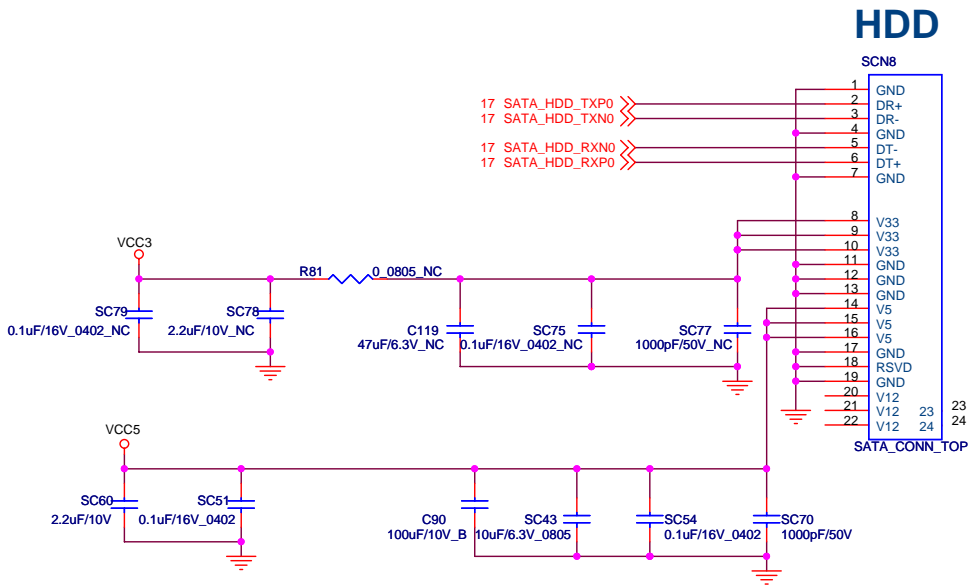 HDD
SCN8
1 GND
17 SATA_HDD_TXP0 2 DR+
17 SATA_HDD_TXN0 3 DR-
4 GND
17 SATA_HDD_RXN0 5 DT-
17 SATA_HDD_RXP0 6 DT+
7 GND
8 V33
9 V33
10 V33
11 GND
12 GND
13 GND
14 V5
15 V5
16 V5
17 GND
18 RSVD
19 GND
20 V12
21 V12 23 23
22 V12 24 24
SATA_CONN_TOP
VCC3
R81 0_0805_NC
SC79
0.1uF/16V_0402_NC
SC78
2.2uF/10V_NC
C119
47uF/6.3V_NC
SC75
0.1uF/16V_0402_NC
SC77
1000pF/50V_NC
VCC5
SC60
2.2uF/10V
SC51
0.1uF/16V_0402
C90
100uF/10V_B
SC43
10uF/6.3V_0805
SC54
0.1uF/16V_0402
SC70
1000pF/50V